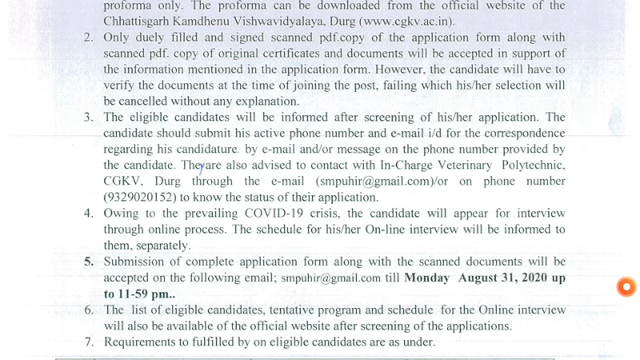 proforma only. The proforma can be downloaded from the official website of the
Chhattisgarh Kamdhenu Vishwavidyalaya, Durg (www.cgkv.ac.in).
2. Only duely filled and signed scanned pdf.copy of the application form along with
scanned pdf. copy of original certificates and documents will be accepted in support of
the information mentioned in the application form. However, the candidate will have to
verify the documents at the time of joining the post, failing which his/her selection will
be cancelled without any explanation.
3. The eligible candidates will be informed after screening of his/her application. The
candidate should submit his active phone number and e-mail i/d for the correspondence
regarding his candidature by e-mail and/or message on the phone number provided by
the candidate. They are also advised to contact with In-Charge Veterinary Polytechnic,
CGKV, Durg through the e-mail (smpuhir@gmail.com)/or on phone number
(9329020152) to know the status of their application.
4. Owing to the prevailing COVID-19 crisis, the candidate will appear for interview
through online process. The schedule for his/her On-line interview will be informed to
them, separately.
5. Submission of complete application form along with the scanned documents will be
accepted on the following email; smpuhir@gmail.com till Monday August 31, 2020 up
to 11-59 pm..
6. The list of eligible candidates, tentative program and schedule for the Online interview
will also be available of the official website after screening of the applications.
7. Requirements to fulfilled by on eligible candidates are as under.